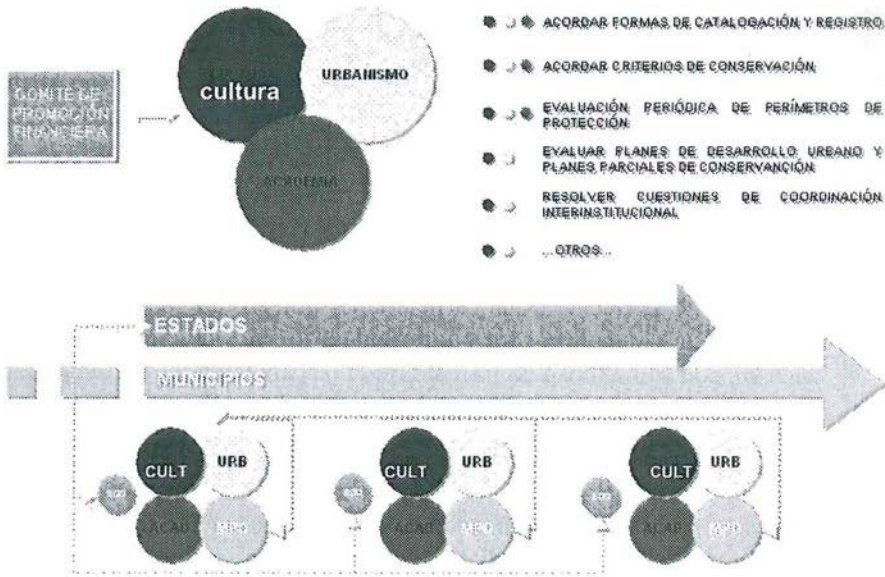 COMITÉ DE
PROMOCIÓN
FINANCIERA
cultura
URBANISMO
ACADEMIA
ACORDAR FORMAS DE CATALOGACIÓN Y REGISTRO
ACORDAR CRITERIOS DE CONSERVACIÓN
EVALUACIÓN PERIÓDICA DE PERÍMETROS DE
PROTECCIÓN
EVALUAR PLANES DE DESARROLLO URBANO Y
PLANES PARCIALES DE CONSERVANCIÓN
RESOLVER CUESTIONES DE COORDINACIÓN
INTERINSTITUCIONAL
...OTROS...
ESTADOS
MUNICIPIOS
CULT URB
ACAD MPO
CULT URB
ACAD MPO
CULT URB
ACAD MPO